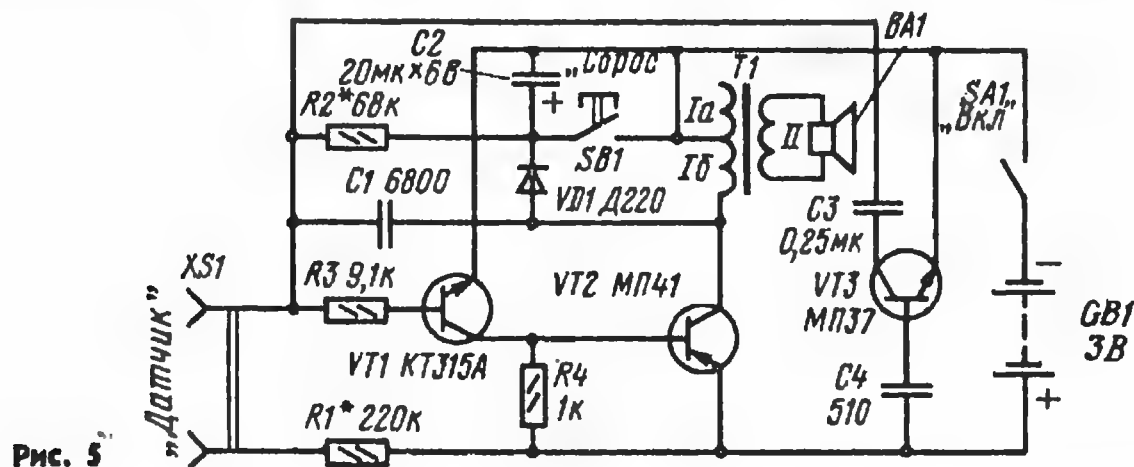 C2
20мк×6в
„Сброс
T1
BA1
R2*68к
SB1
Iа
Iб
II
„SA1„
„Вкл"
C1 6800
VD1 Д220
C3
0,25мк
XS1
R3 9,1к
VT2 МП41
VT3
МП37
GB1
3В
„Датчик"
VT1 КТ315А
R4
1к
C4
510
R1* 220к
Рис. 5